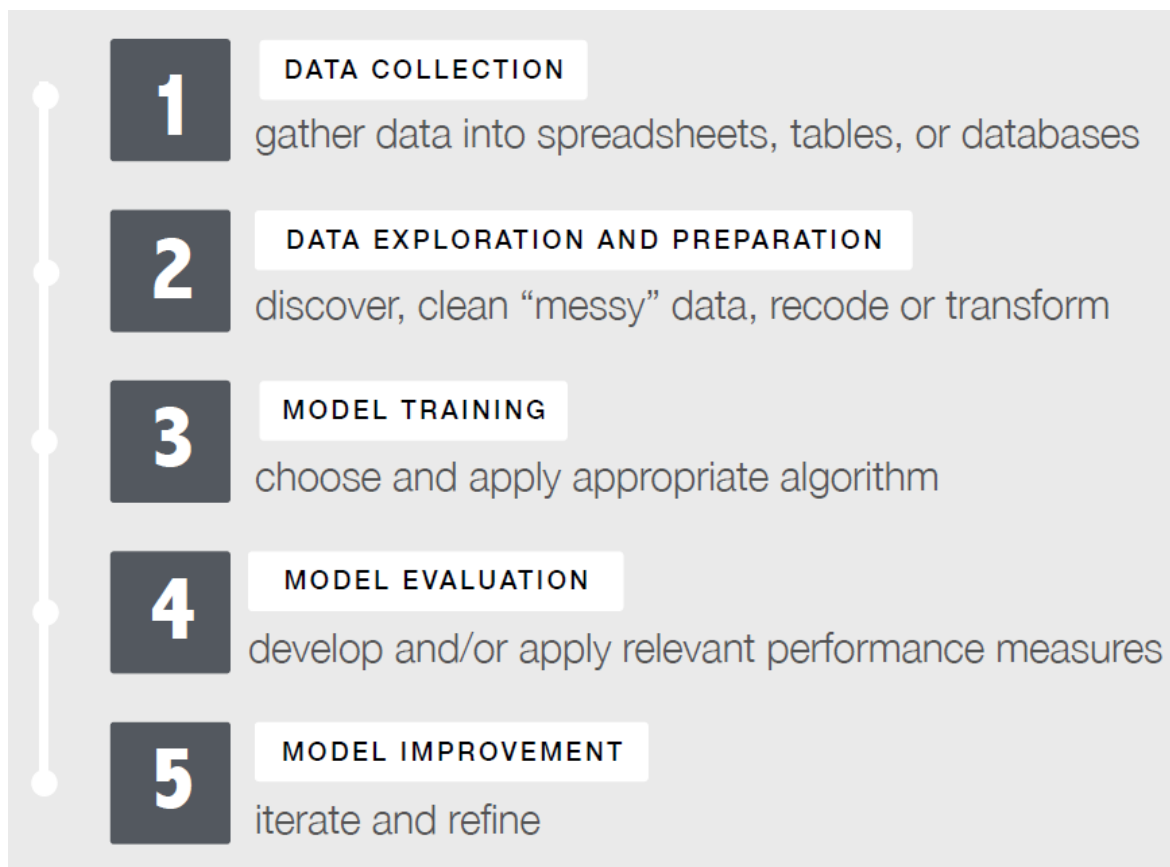 1
DATA COLLECTION
gather data into spreadsheets, tables, or databases
2
DATA EXPLORATION AND PREPARATION
discover, clean “messy” data, recode or transform
3
MODEL TRAINING
choose and apply appropriate algorithm
4
MODEL EVALUATION
develop and/or apply relevant performance measures
5
MODEL IMPROVEMENT
iterate and refine